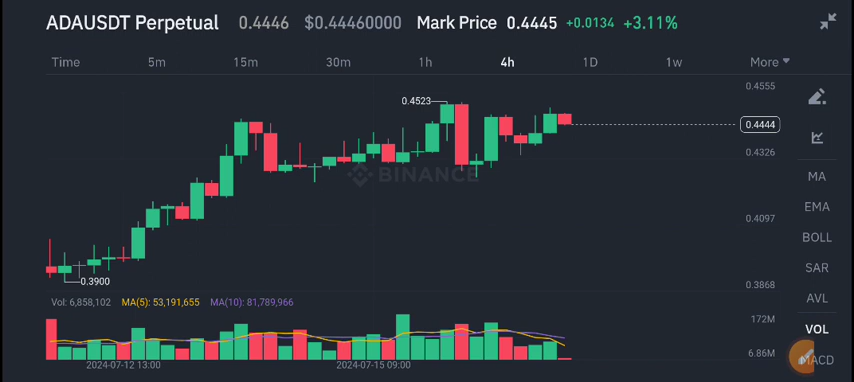 ADAUSDT Perpetual 0.4446 $0.44460000 Mark Price 0.4445 +0.0134 +3.11%
Time 5m 15m 30m 1h 4h 1D 1w More
0.4555
0.4523
0.4444
0.4326
BINANCE
MA
EMA
0.4097
BOLL
SAR
0.3900
0.3868
AVL
Vol: 6,858,102 MA(5): 53,191,655 MA(10): 81,789,966
172M
VOL
6.86M
MACD
2024-07-12 13:00 2024-07-15 09:00